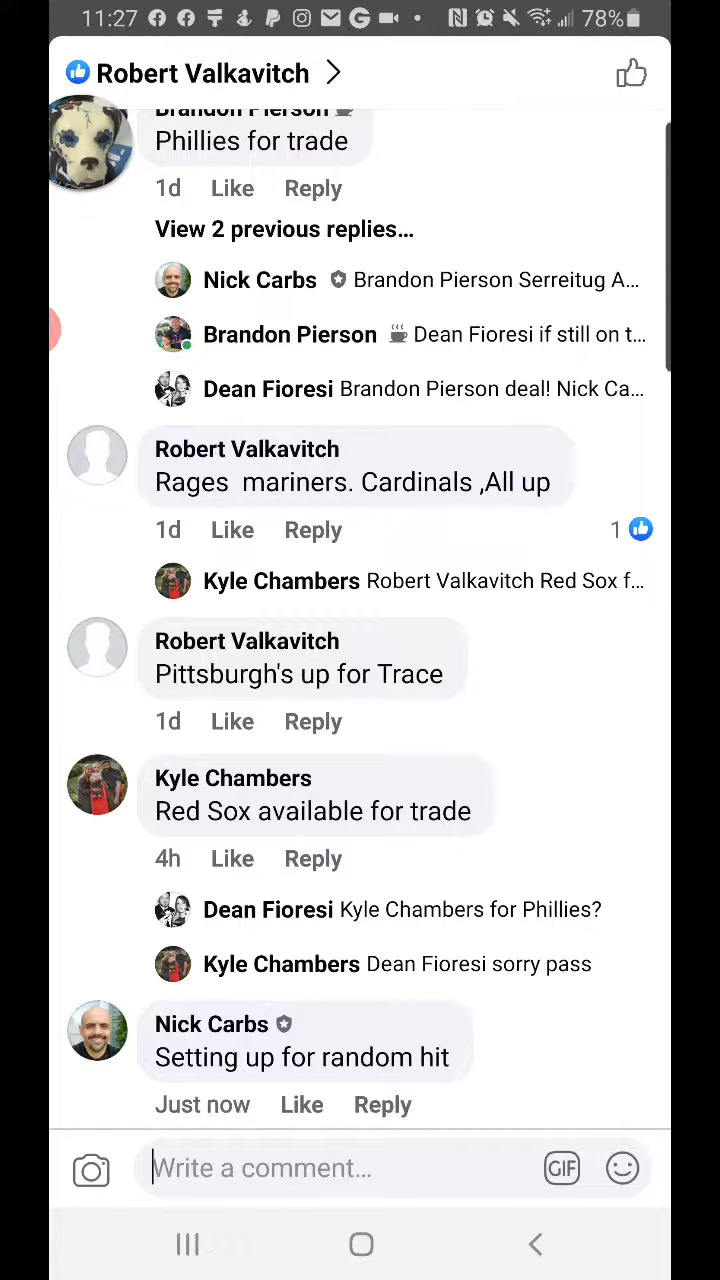 11:27 78%
Robert Valkavitch
Brandon Pierson
Phillies for trade
1d Like Reply
View 2 previous replies...
Nick Carbs Brandon Pierson Serreitug A...
Brandon Pierson Dean Fioresi if still on t...
Dean Fioresi Brandon Pierson deal! Nick Ca...
Robert Valkavitch
Rages mariners. Cardinals ,All up
1d Like Reply 1
Kyle Chambers Robert Valkavitch Red Sox f...
Robert Valkavitch
Pittsburgh's up for Trace
1d Like Reply
Kyle Chambers
Red Sox available for trade
4h Like Reply
Dean Fioresi Kyle Chambers for Phillies?
Kyle Chambers Dean Fioresi sorry pass
Nick Carbs
Setting up for random hit
Just now Like Reply
Write a comment...
GIF